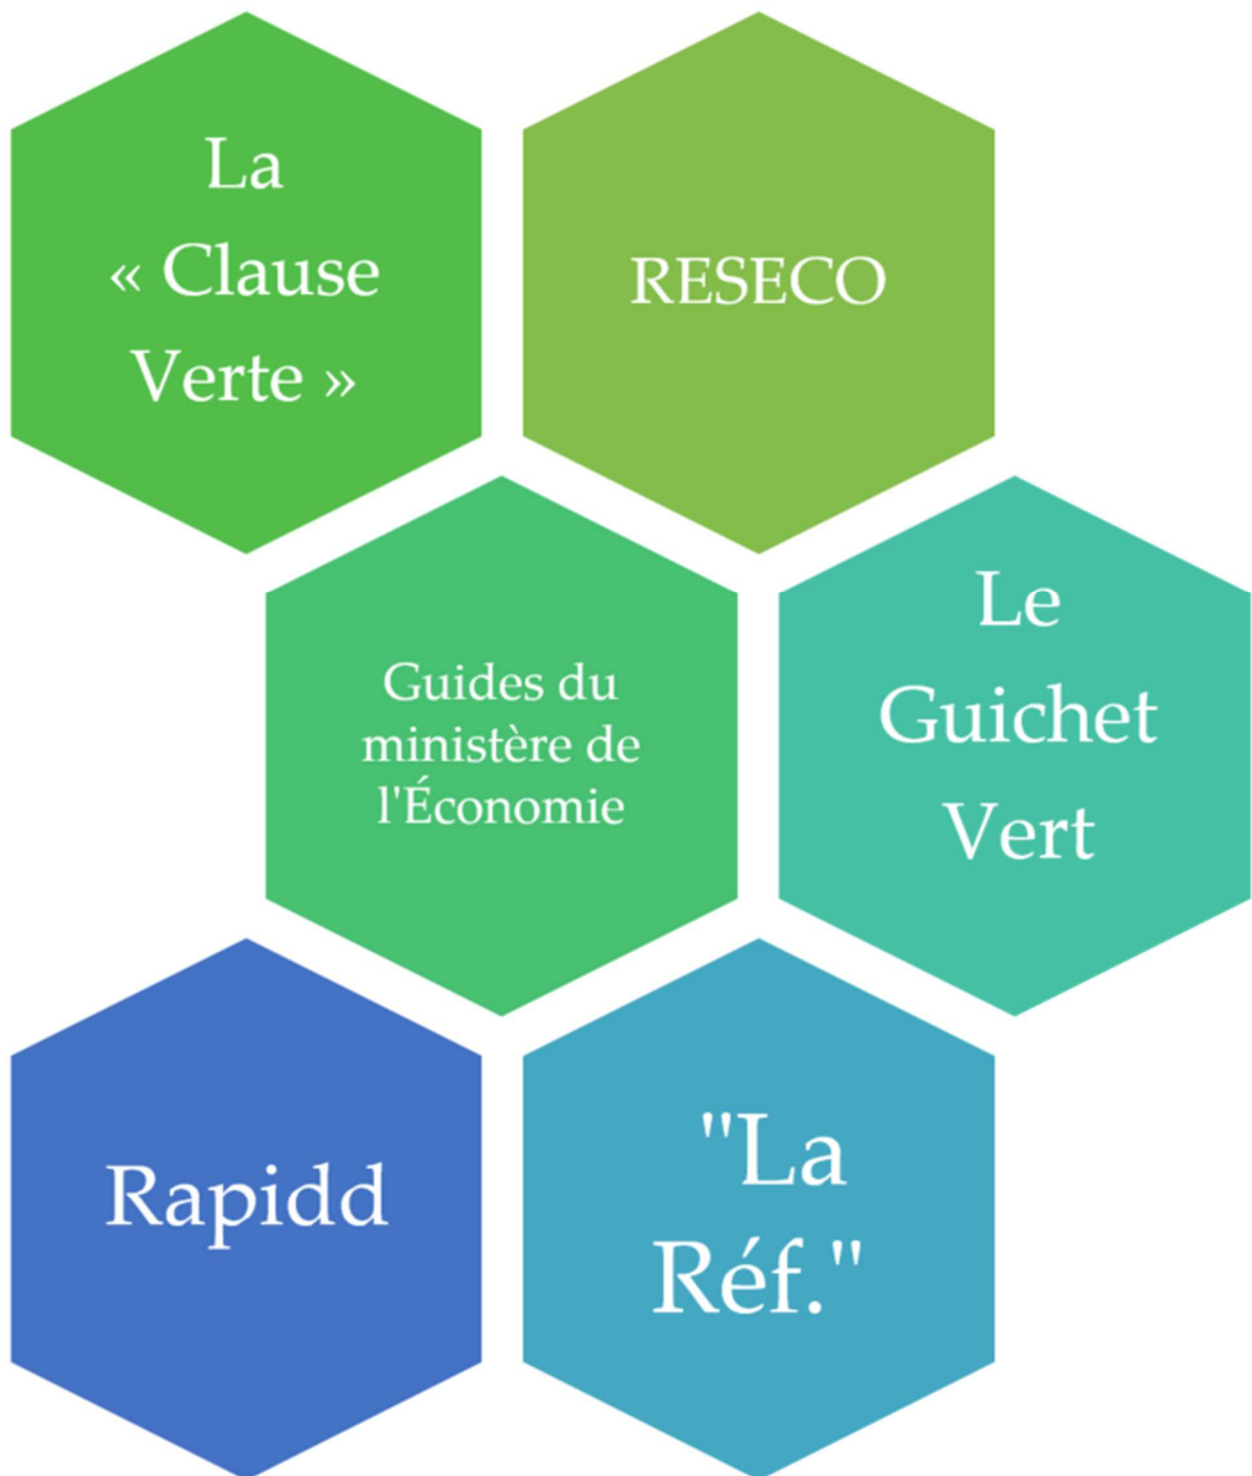 La
« Clause
Verte »
RESECO
Guides du
ministère de
l'Économie
Le
Guichet
Vert
Rapidd
"La
Réf."